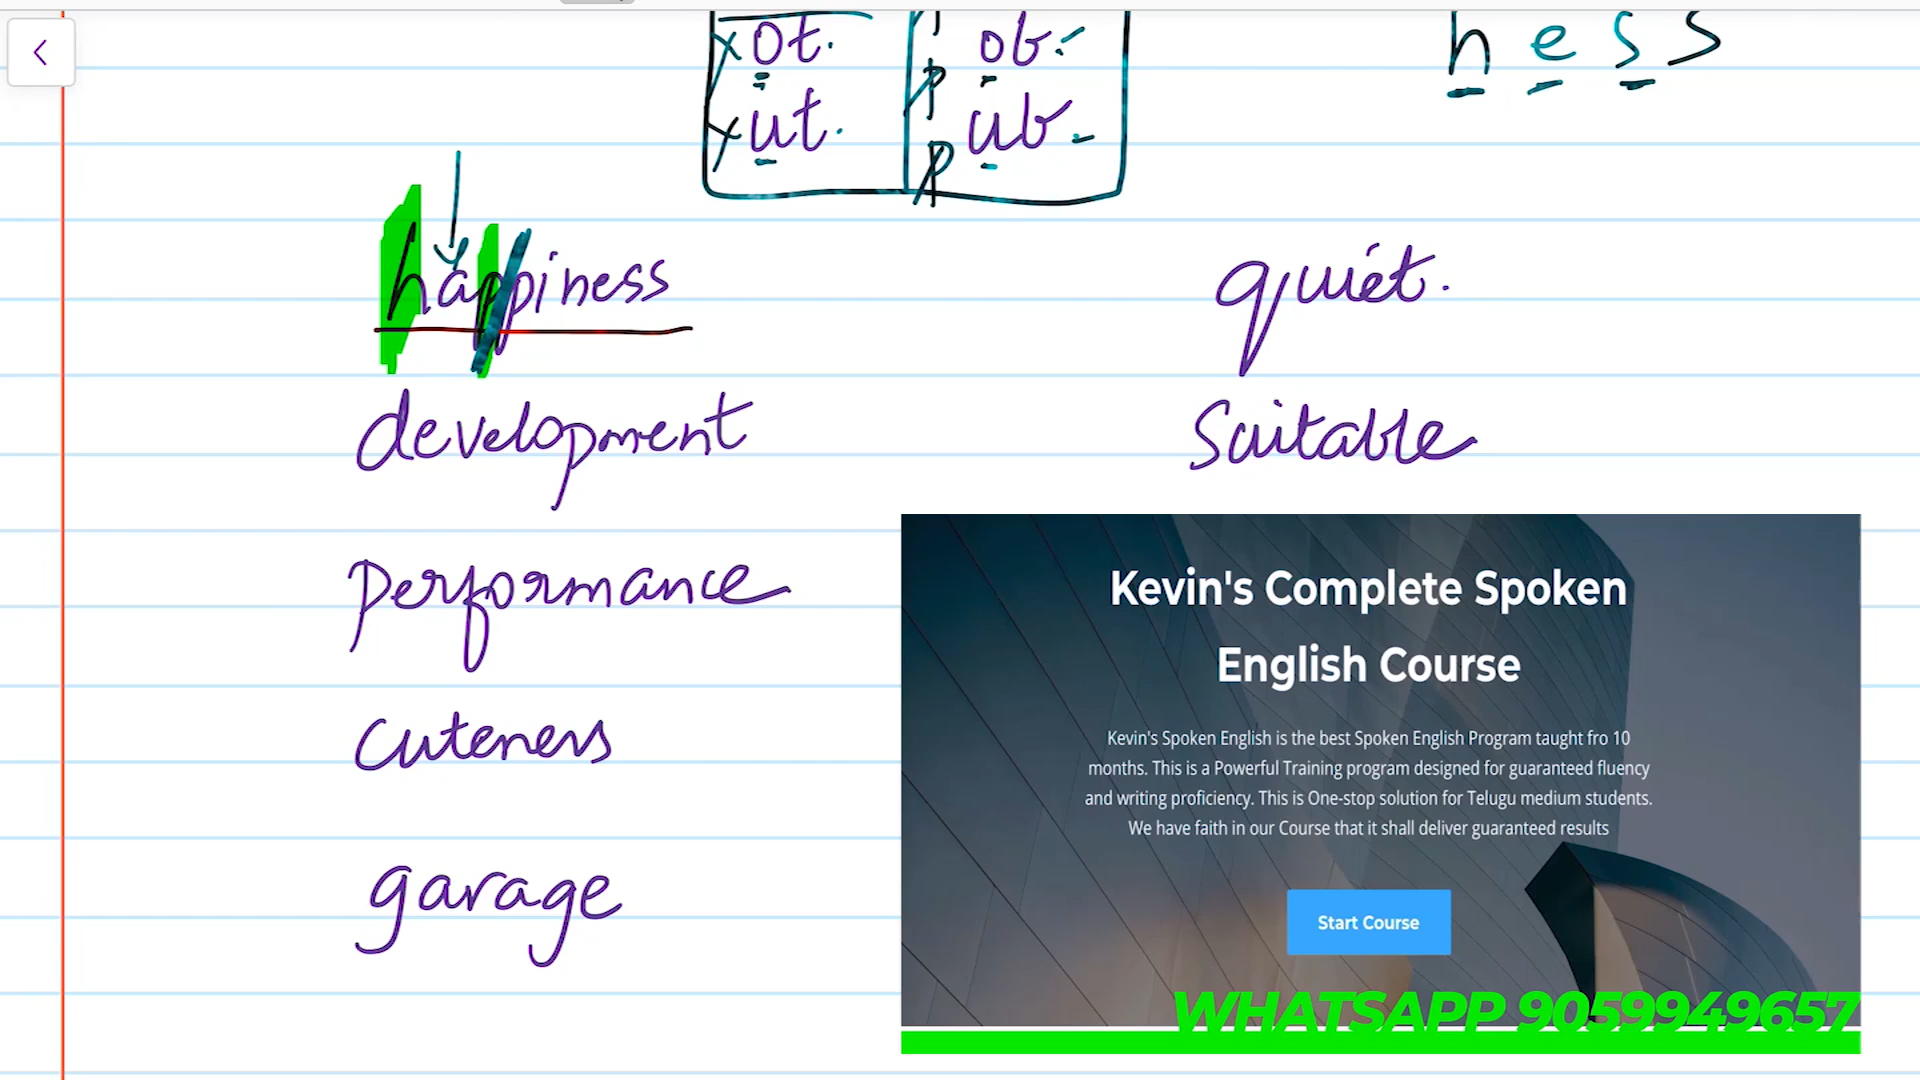 ot. ob.
hess
ut. ub
p
p
happiness
quiet.
development
Suitable
Performance
cuteness
garage
Kevin's Complete Spoken
English Course
Kevin's Spoken English is the best Spoken English Program taught fro 10
months. This is a Powerful Training program designed for guaranteed fluency
and writing proficiency. This is One-stop solution for Telugu medium students.
We have faith in our Course that it shall deliver guaranteed results
Start Course
WHATSAPP 9059949657